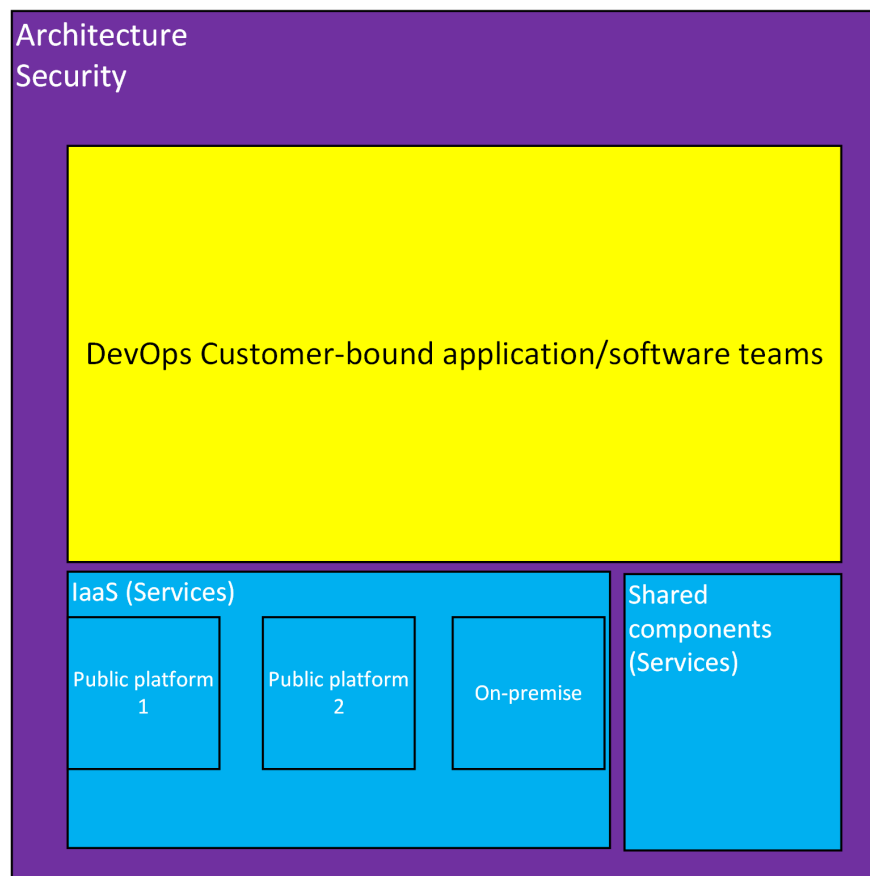 Architecture
Security
DevOps Customer-bound application/software teams
IaaS (Services)
Public platform
1
Public platform
2
On-premise
Shared
components
(Services)